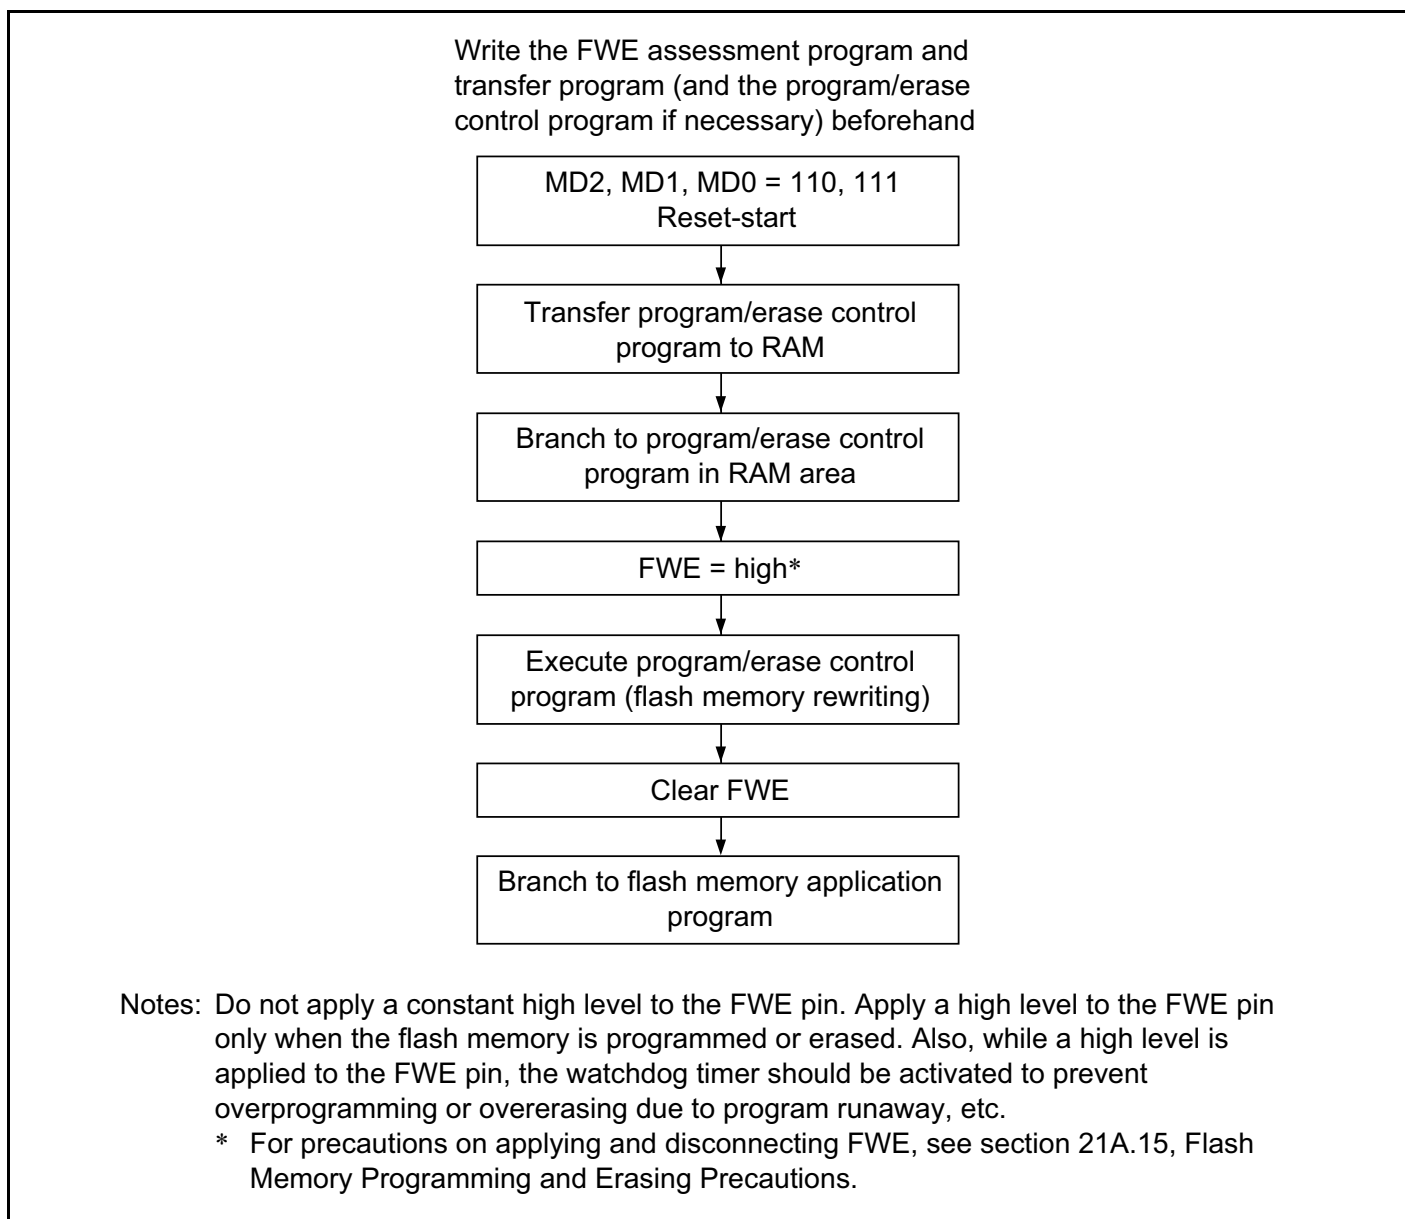 Write the FWE assessment program and
transfer program (and the program/erase
control program if necessary) beforehand
MD2, MD1, MD0 = 110, 111
Reset-start
Transfer program/erase control
program to RAM
Branch to program/erase control
program in RAM area
FWE = high*
Execute program/erase control
program (flash memory rewriting)
Clear FWE
Branch to flash memory application
program
Notes: Do not apply a constant high level to the FWE pin. Apply a high level to the FWE pin
only when the flash memory is programmed or erased. Also, while a high level is
applied to the FWE pin, the watchdog timer should be activated to prevent
overprogramming or overerasing due to program runaway, etc.
* For precautions on applying and disconnecting FWE, see section 21A.15, Flash
Memory Programming and Erasing Precautions.